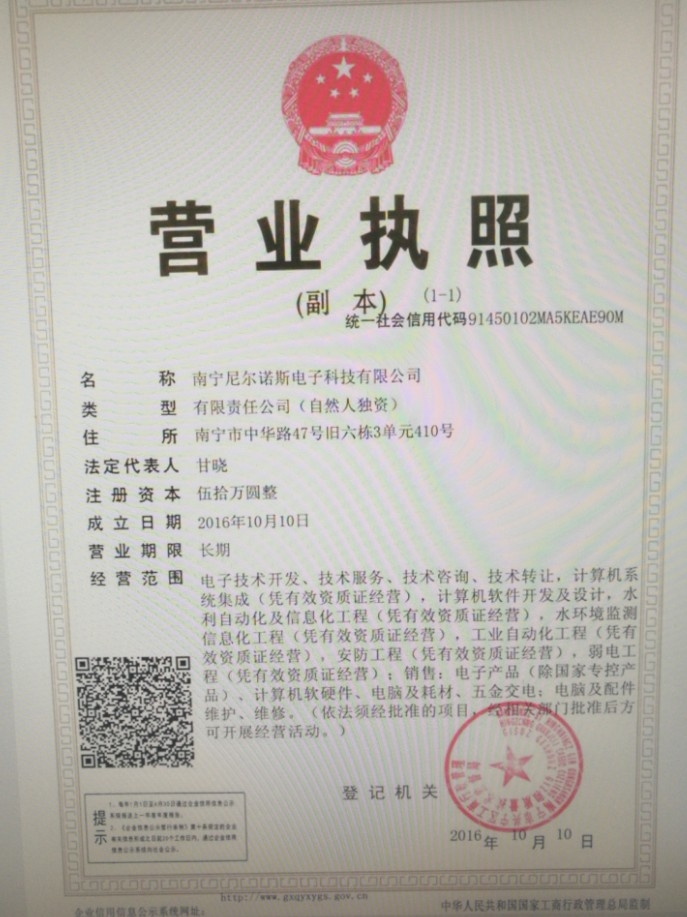 营业执照
(副 本) (1-1)
统一社会信用代码91450102MA5KEAE90M
名 称 南宁尼尔诺斯电子科技有限公司
类 型 有限责任公司（自然人独资）
住 所 南宁市中华路47号旧六栋3单元410号
法定代表人 甘晓
注册资本 伍拾万圆整
成立日期 2016年10月10日
营业期限 长期
经营范围 电子技术开发、技术服务、技术咨询、技术转让，计算机系
统集成（凭有效资质证经营），计算机软件开发及设计，水
利自动化及信息化工程（凭有效资质证经营），水环境监测
信息化工程（凭有效资质证经营），工业自动化工程（凭有
效资质证经营），安防工程（凭有效资质证经营），弱电工
程（凭有效资质证经营）；销售：电子产品（除国家专控产
品）、计算机软硬件、电脑及耗材、五金交电；电脑及配件
维护、维修。（依法须经批准的项目，经相关部门批准后方
可开展经营活动。）
登记机关
2016年10月10日
提示
http://www.gxqyxygs.gov.cn
企业信用信息公示系统网址：
中华人民共和国国家工商行政管理总局监制